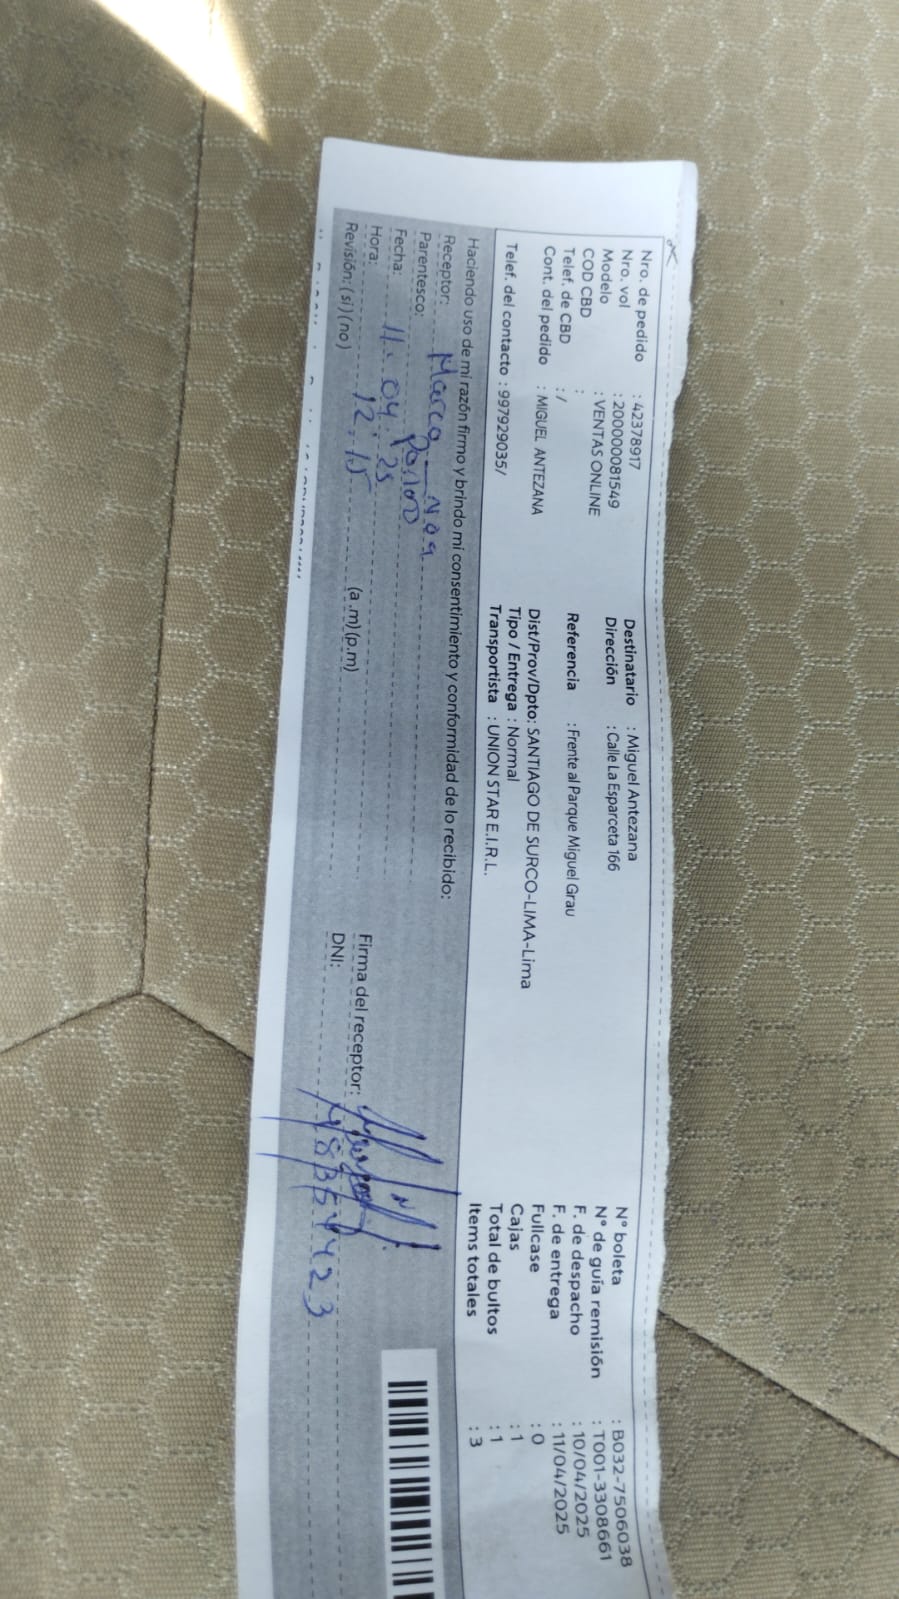 Nro. de pedido : 42378917
Nro. vol : 200000081549
Modelo : VENTAS ONLINE
COD CBD :
Telef. de CBD : /
Cont. del pedido : MIGUEL ANTEZANA
Telef. del contacto : 997929035/
Destinatario : Miguel Antezana
Dirección : Calle La Esparceta 166
Referencia : Frente al Parque Miguel Grau
Dist/Prov/Dpto: SANTIAGO DE SURCO-LIMA-Lima
Tipo / Entrega : Normal
Transportista : UNION STAR E.I.R.L.
N° boleta : B032-7506038
N° de guía remisión : T001-3308661
F. de despacho : 10/04/2025
F. de entrega : 11/04/2025
Fullcase : 0
Cajas : 1
Total de bultos : 1
Items totales : 3
Haciendo uso de mi razón firmo y brindo mi consentimiento y conformidad de lo recibido:
Receptor: Marco
Parentesco:
Fecha: 11.04.25
Hora: 12:15 (a .m) (p.m)
Revisión: ( si ) ( no )
Firma del receptor:
DNI: